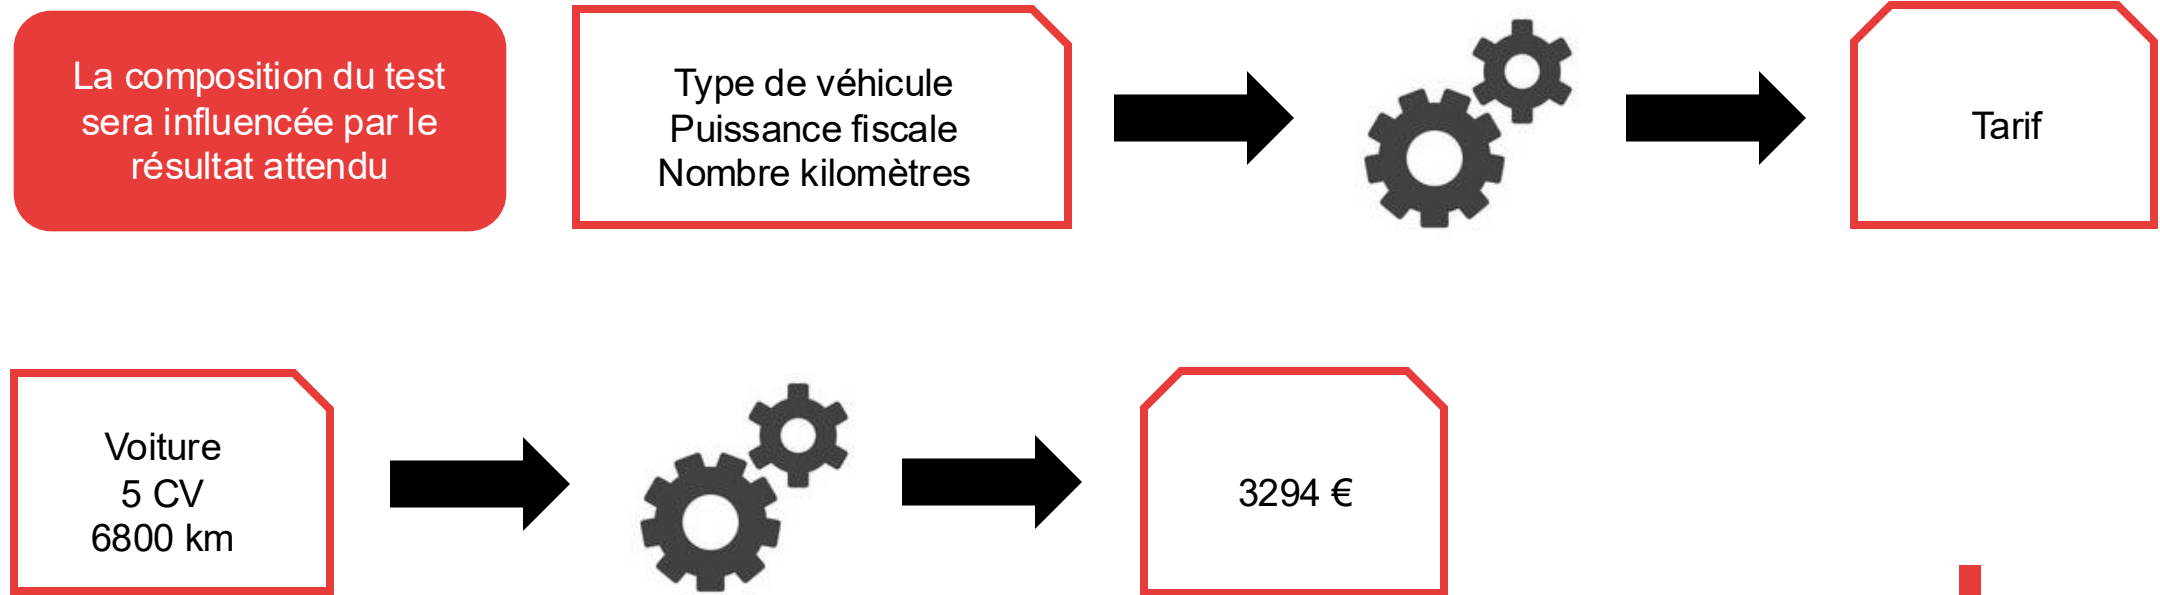 La composition du test
sera influencée par le
résultat attendu
Type de véhicule
Puissance fiscale
Nombre kilomètres
Tarif
Voiture
5 CV
6800 km
3294 €